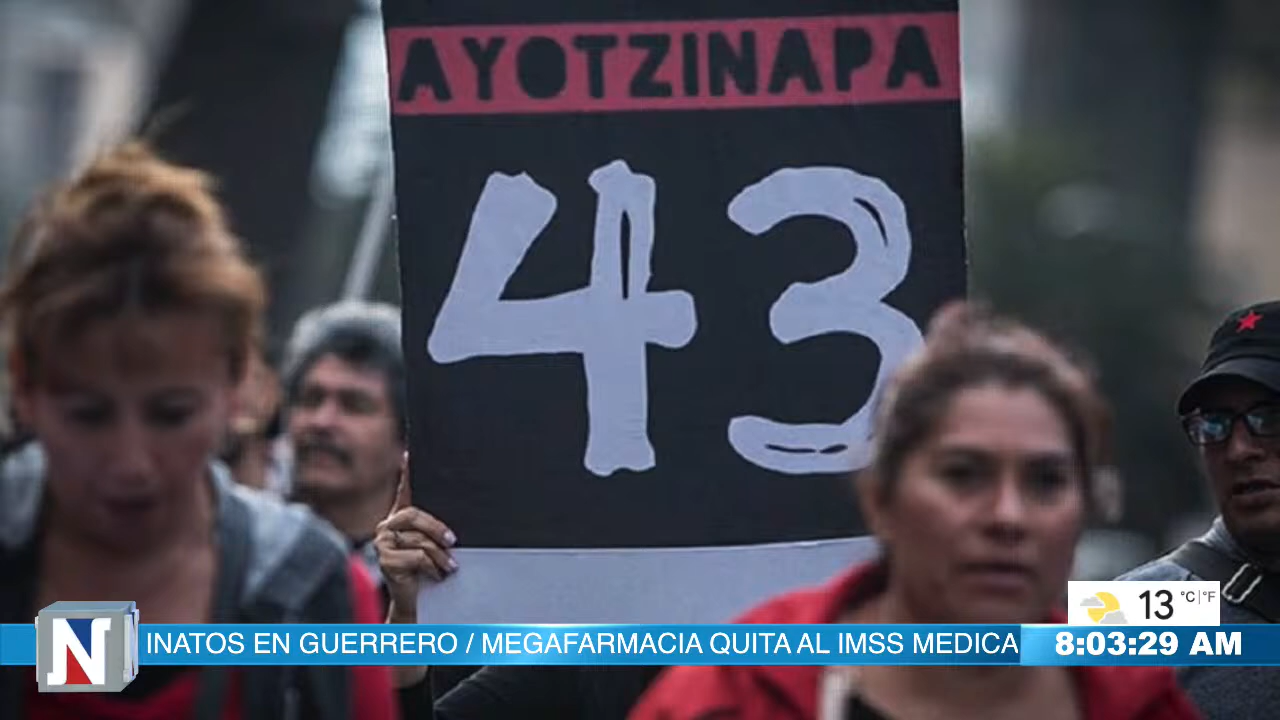 AYOTZINAPA
43
13 °C|°F
N INATOS EN GUERRERO / MEGAFARMACIA QUITA AL IMSS MEDICA 8:03:29 AM